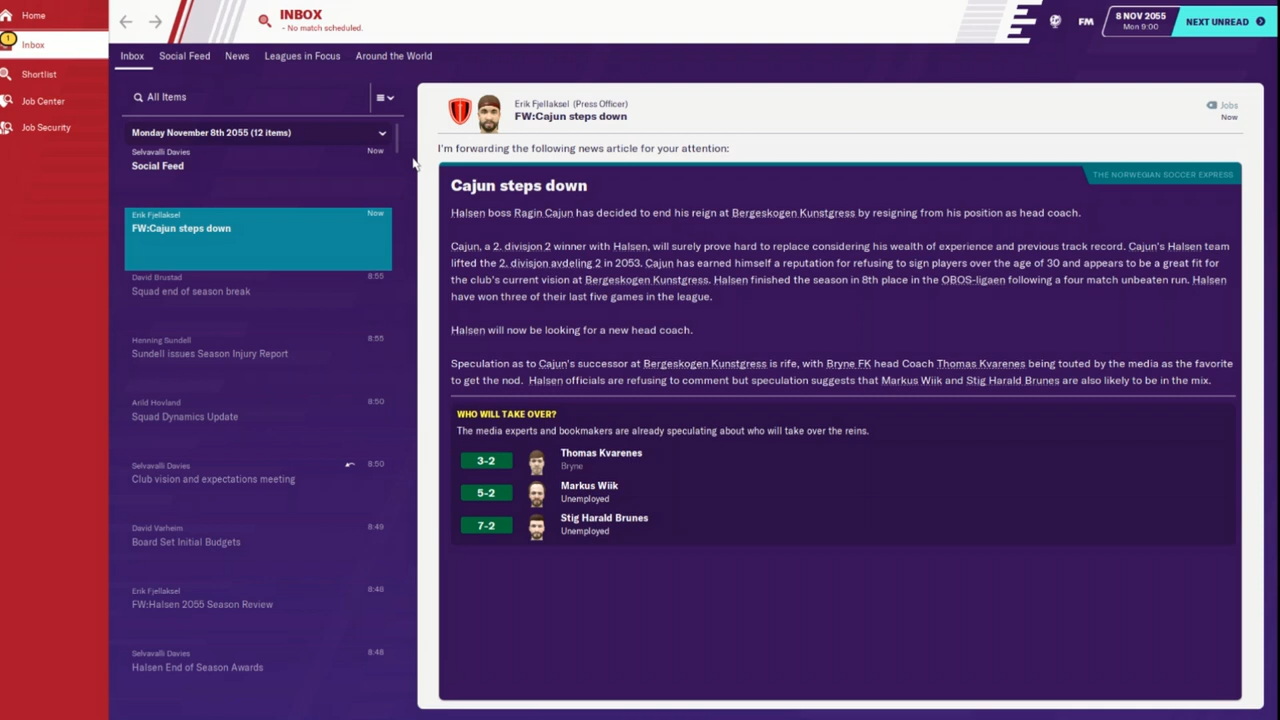 Home
Inbox
1
Shortlist
Job Center
Job Security
INBOX
- No match scheduled.
FM
8 NOV 2055
Mon 9:00
NEXT UNREAD
Inbox
Social Feed
News
Leagues in Focus
Around the World
All Items
Monday November 8th 2055 (12 items)
Selvavalli Davies
Now
Social Feed
Erik Fjellaksel
Now
FW:Cajun steps down
David Brustad
8:55
Squad end of season break
Henning Sundell
8:55
Sundell issues Season Injury Report
Arild Hovland
8:50
Squad Dynamics Update
Selvavalli Davies
8:50
Club vision and expectations meeting
David Varheim
8:49
Board Set Initial Budgets
Erik Fjellaksel
8:48
FW:Halsen 2055 Season Review
Selvavalli Davies
8:48
Halsen End of Season Awards
Erik Fjellaksel (Press Officer)
FW:Cajun steps down
Jobs
Now
I'm forwarding the following news article for your attention:
THE NORWEGIAN SOCCER EXPRESS
Cajun steps down
Halsen boss Ragin Cajun has decided to end his reign at Bergeskogen Kunstgress by resigning from his position as head coach.
Cajun, a 2. divisjon 2 winner with Halsen, will surely prove hard to replace considering his wealth of experience and previous track record. Cajun's Halsen team
lifted the 2. divisjon avdeling 2 in 2053. Cajun has earned himself a reputation for refusing to sign players over the age of 30 and appears to be a great fit for
the club's current vision at Bergeskogen Kunstgress. Halsen finished the season in 8th place in the OBOS-ligaen following a four match unbeaten run. Halsen
have won three of their last five games in the league.
Halsen will now be looking for a new head coach.
Speculation as to Cajun's successor at Bergeskogen Kunstgress is rife, with Bryne FK head Coach Thomas Kvarenes being touted by the media as the favorite
to get the nod. Halsen officials are refusing to comment but speculation suggests that Markus Wiik and Stig Harald Brunes are also likely to be in the mix.
WHO WILL TAKE OVER?
The media experts and bookmakers are already speculating about who will take over the reins.
3-2
Thomas Kvarenes
Bryne
5-2
Markus Wiik
Unemployed
7-2
Stig Harald Brunes
Unemployed